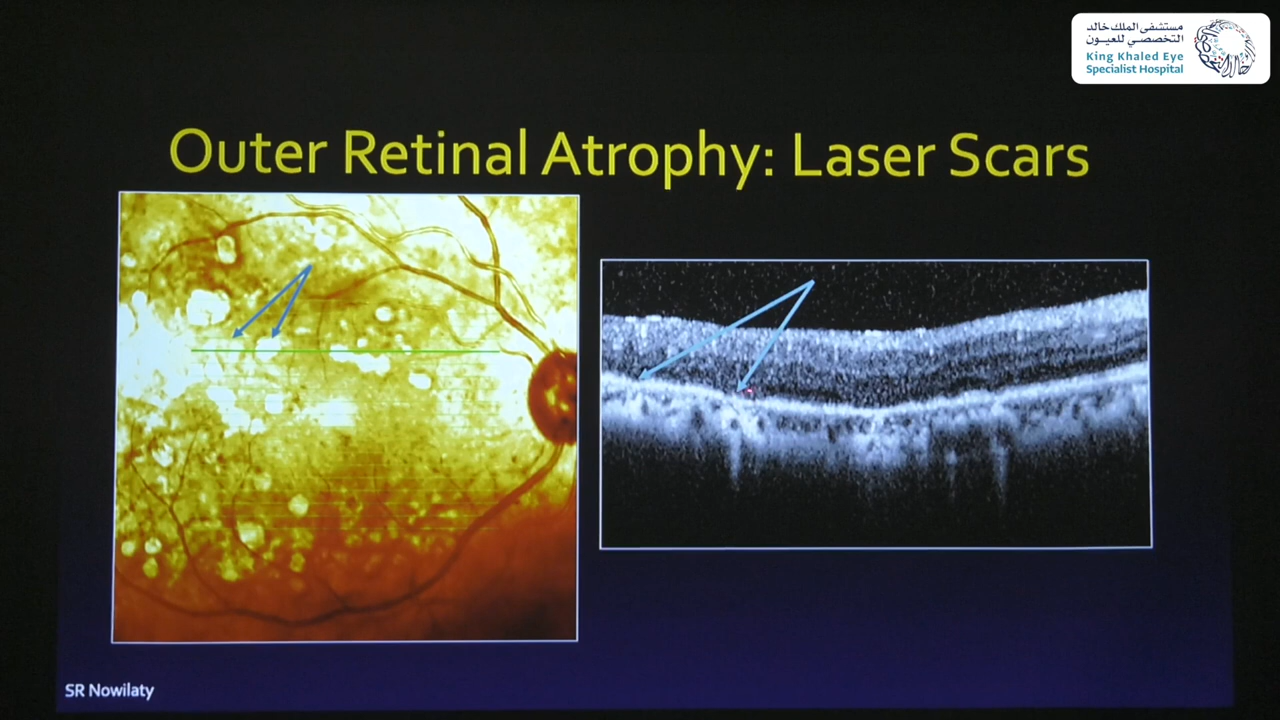 مستشفى الملك خالد
التخصصي للعيون
King Khaled Eye
Specialist Hospital
Outer Retinal Atrophy: Laser Scars
SR Nowilaty